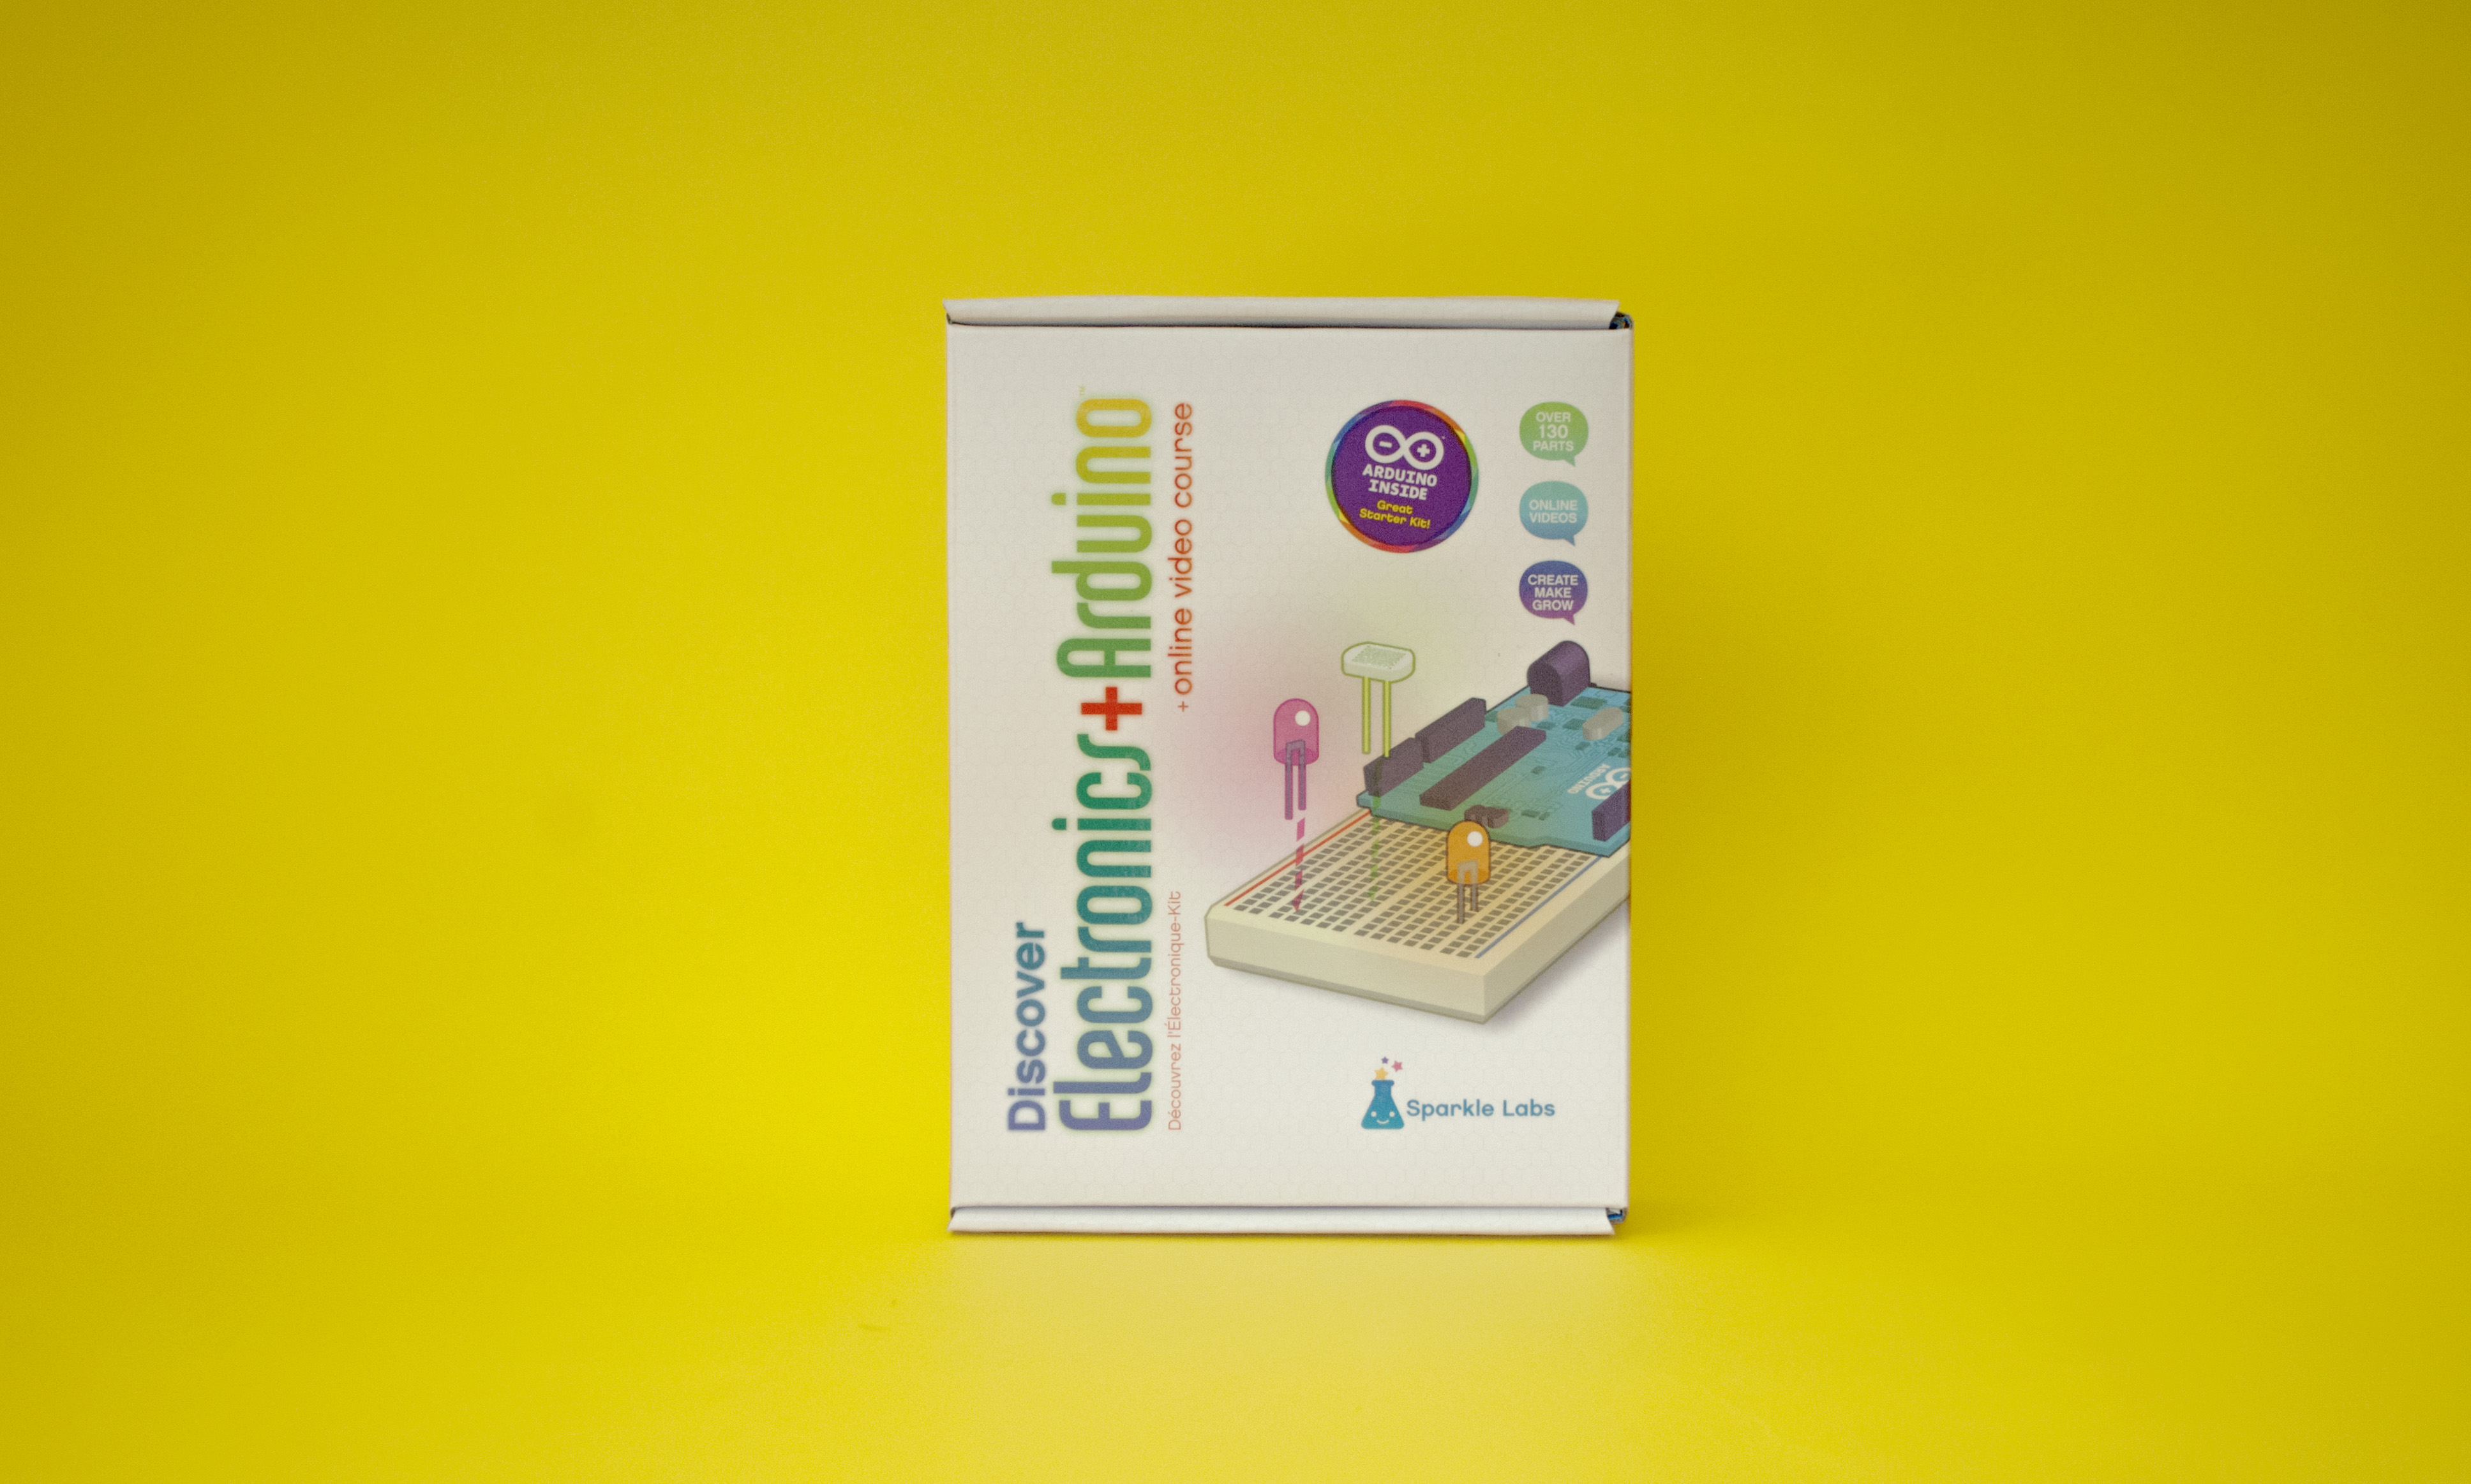 Discover
Electronics+Arduino™
+ online video course
Découvrez l'Électronique-Kit
ARDUINO
INSIDE
Great
Starter Kit!
OVER
130
PARTS
ONLINE
VIDEOS
CREATE
MAKE
GROW
ARDUINO
Sparkle Labs